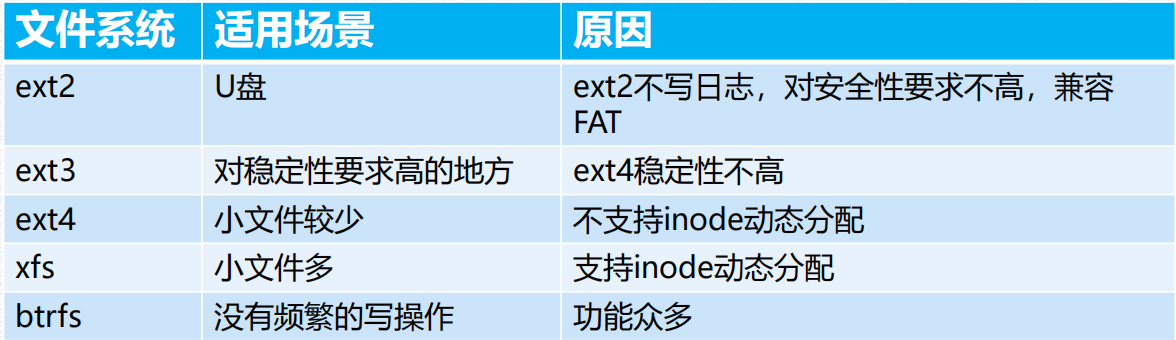 文件系统 适用场景 原因
ext2 U盘 ext2不写日志，对安全性要求不高，兼容
FAT
ext3 对稳定性要求高的地方 ext4稳定性不高
ext4 小文件较少 不支持inode动态分配
xfs 小文件多 支持inode动态分配
btrfs 没有频繁的写操作 功能众多